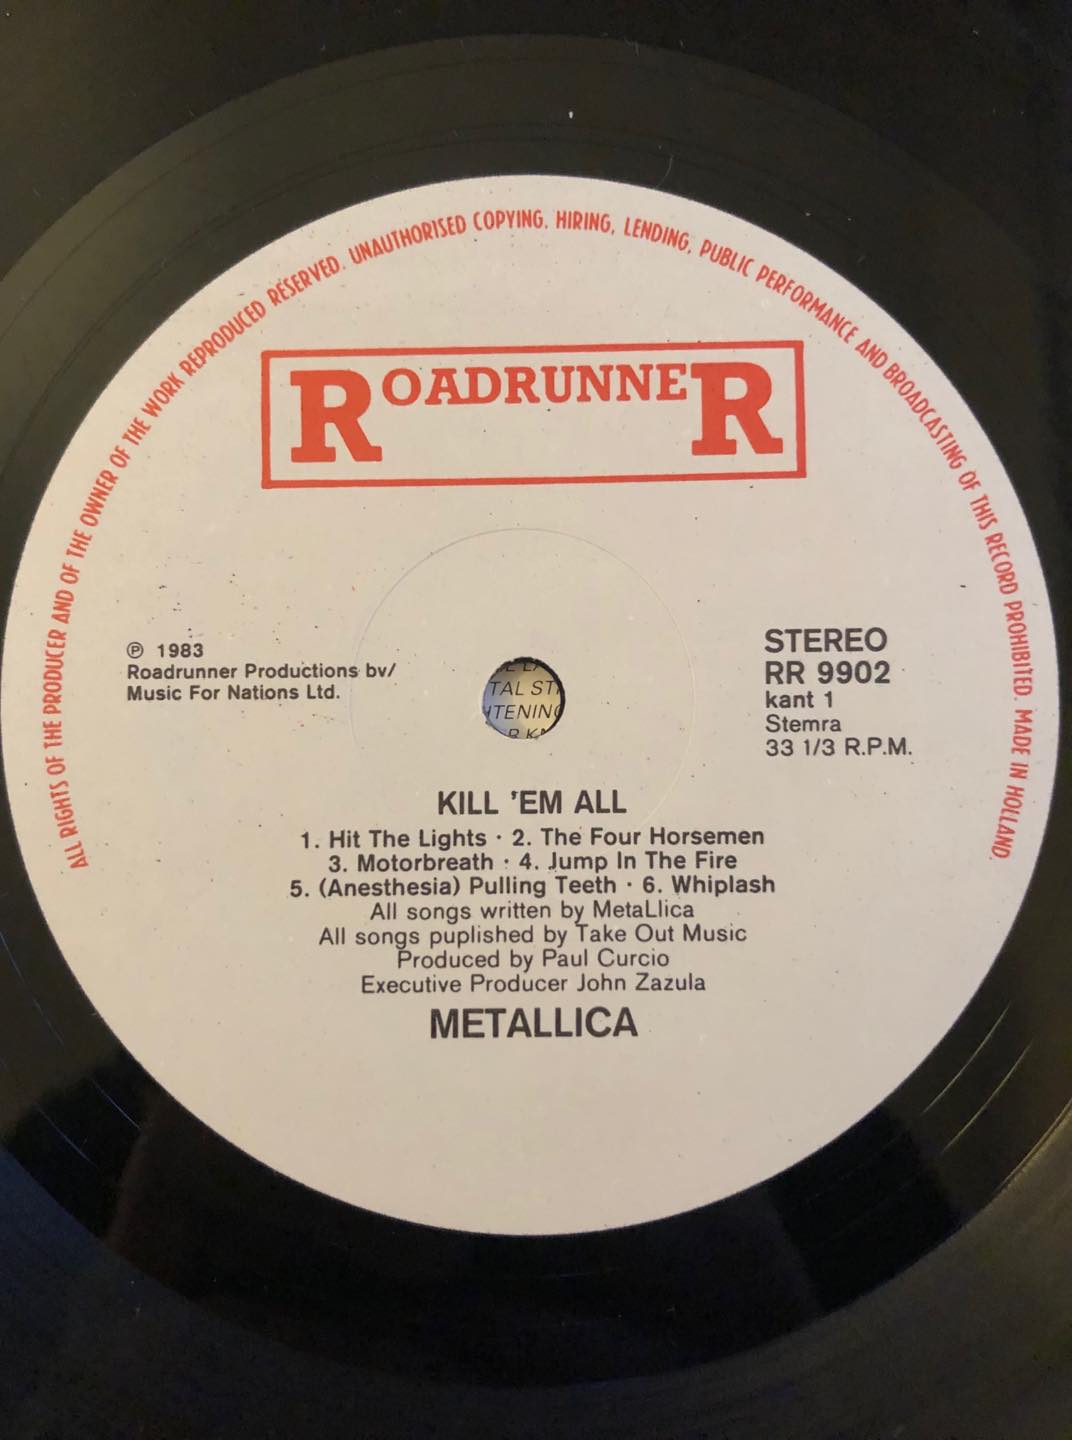 ALL RIGHTS OF THE PRODUCER AND OF THE OWNER OF THE WORK REPRODUCED RESERVED. UNAUTHORISED COPYING, HIRING, LENDING, PUBLIC PERFORMANCE AND BROADCASTING OF THIS RECORD PROHIBITED. MADE IN HOLLAND.
ROADRUNNER
℗ 1983
Roadrunner Productions bv/
Music For Nations Ltd.
STEREO
RR 9902
kant 1
Stemra
33 1/3 R.P.M.
TAL
KILL 'EM ALL
1. Hit The Lights · 2. The Four Horsemen
3. Motorbreath · 4. Jump In The Fire
5. (Anesthesia) Pulling Teeth · 6. Whiplash
All songs written by MetaLlica
All songs puplished by Take Out Music
Produced by Paul Curcio
Executive Producer John Zazula
METALLICA